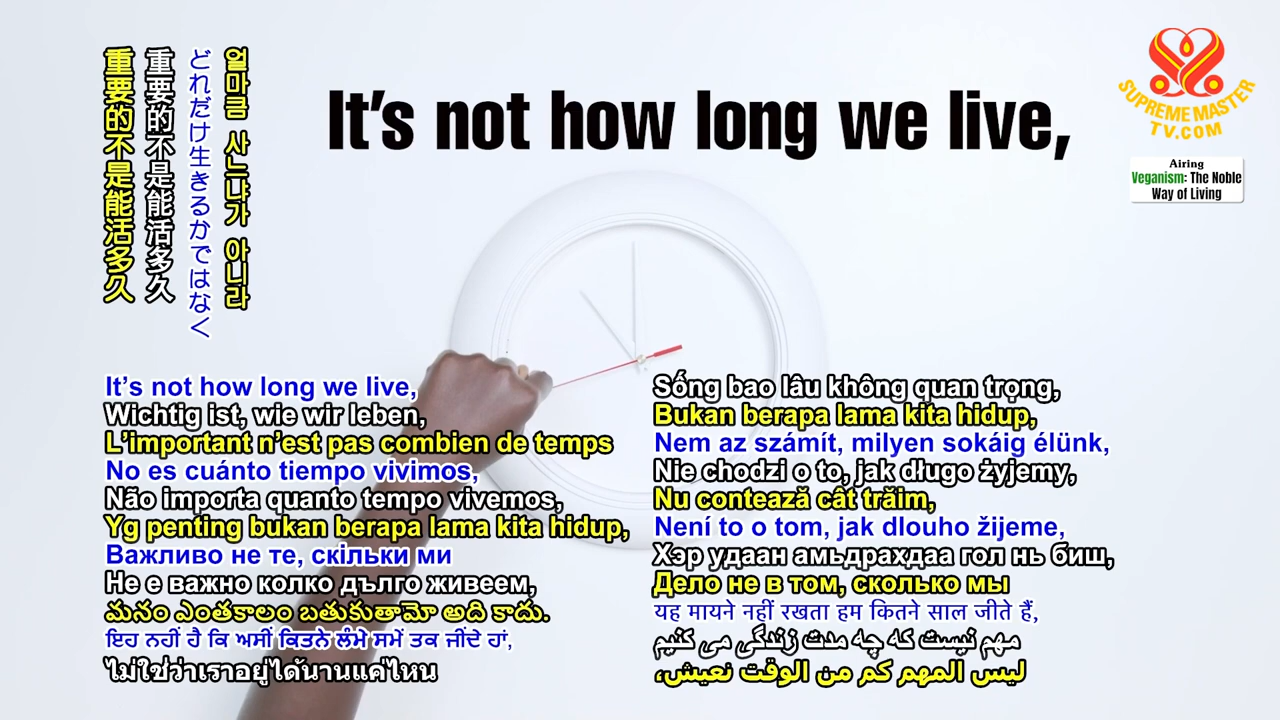 重要的不是能活多久
重要的不是能活多久
どれだけ生きるかではなく
얼마큼 사느냐가 아니라
It's not how long we live,
SUPREME MASTER
TV.COM
Airing
Veganism: The Noble
Way of Living
It's not how long we live,
Wichtig ist, wie wir leben,
L'important n'est pas combien de temps
No es cuánto tiempo vivimos,
Não importa quanto tempo vivemos,
Yg penting bukan berapa lama kita hidup,
Важливо не те, скільки ми
Не е важно колко дълго живеем,
మనం ఎంతకాలం బతుకుతామో అది కాదు.
ਇਹ ਨਹੀਂ ਹੈ ਕਿ ਅਸੀਂ ਕਿਤਨੇ ਲੰਮੇ ਸਮੇਂ ਤਕ ਜੀਂਦੇ ਹਾਂ,
ไม่ใช่ว่าเราอยู่ได้นานแค่ไหน
Sống bao lâu không quan trọng,
Bukan berapa lama kita hidup,
Nem az számít, milyen sokáig élünk,
Nie chodzi o to, jak długo żyjemy,
Nu contează cât trăim,
Není to o tom, jak dlouho žijeme,
Хэр удаан амьдрахдаа гол нь биш,
Дело не в том, сколько мы
यह मायने नहीं रखता हम कितने साल जीते हैं,
مهم نیست که چه مدت زندگی می کنیم
ليس المهم كم من الوقت نعيش،